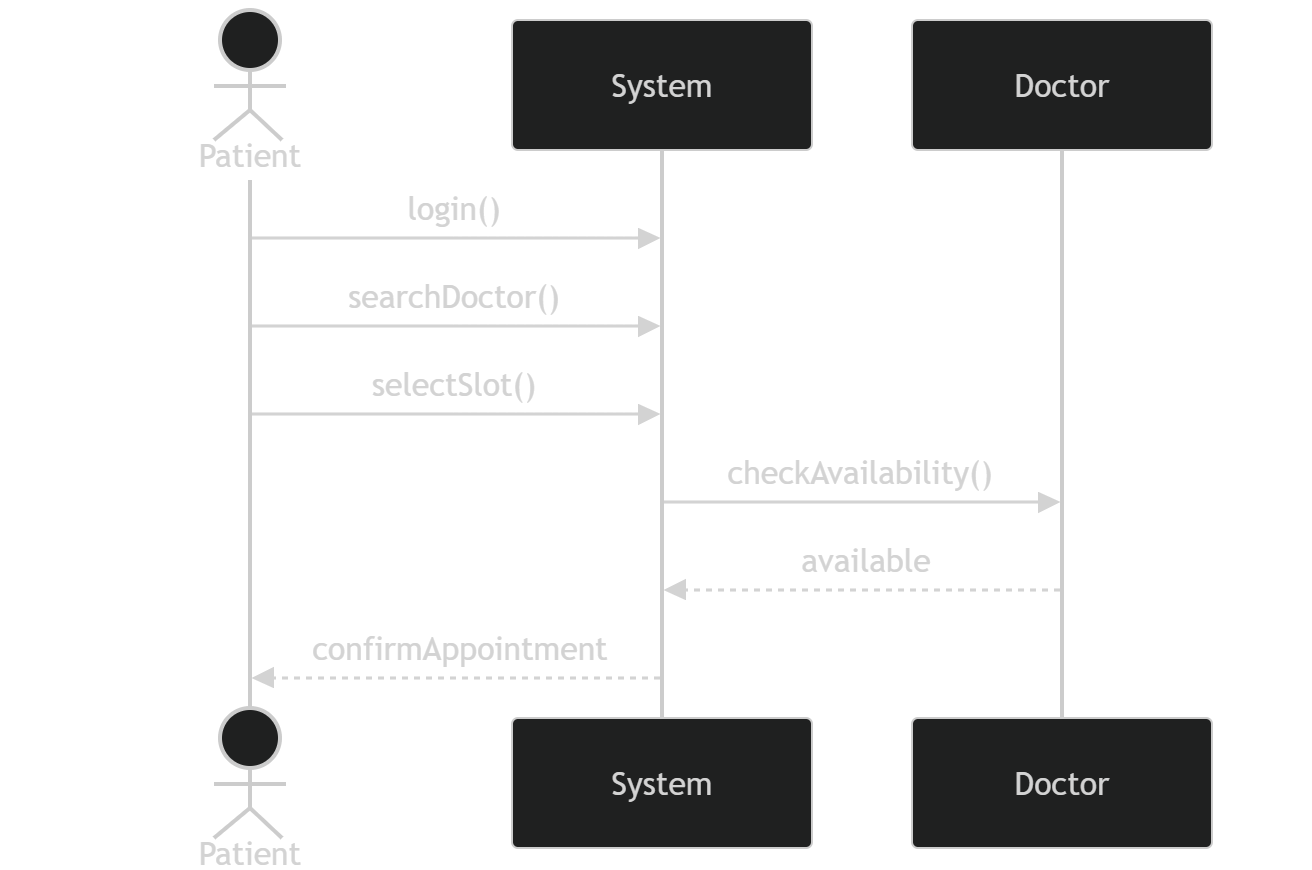 System
Doctor
Patient
login()
searchDoctor()
selectSlot()
checkAvailability()
available
confirmAppointment
System
Doctor
Patient